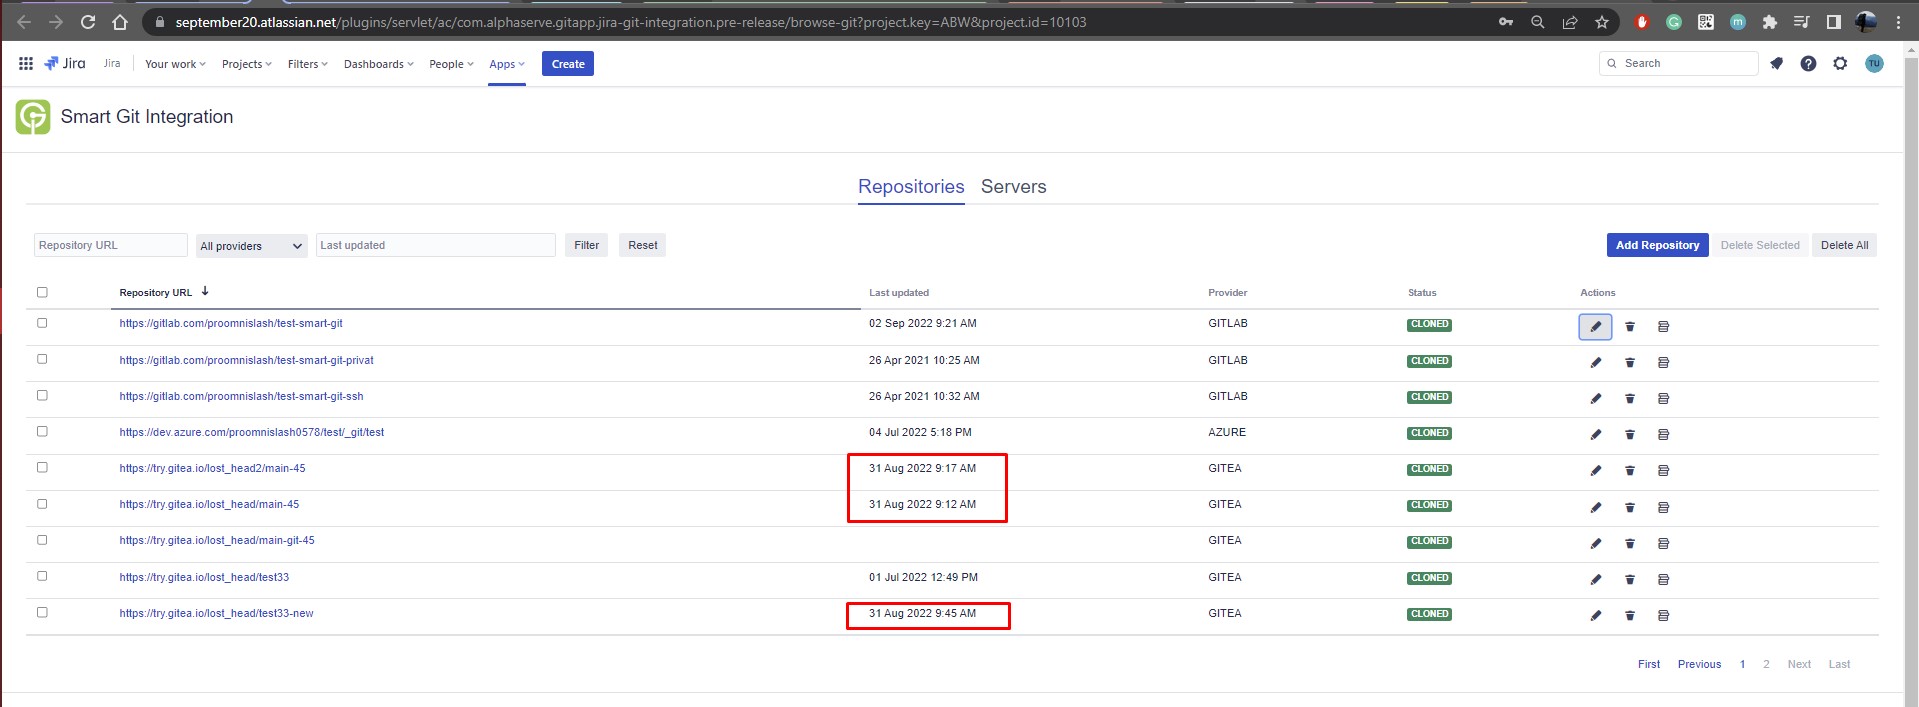 september20.atlassian.net/plugins/servlet/ac/com.alphaserve.gitapp.jira-git-integration.pre-release/browse-git?project.key=ABW&project.id=10103
Jira Jira Your work Projects Filters Dashboards People Apps Create Search TU
Smart Git Integration
Repositories Servers
Repository URL All providers Last updated Filter Reset Add Repository Delete Selected Delete All
Repository URL Last updated Provider Status Actions
https://gitlab.com/proomnislash/test-smart-git 02 Sep 2022 9:21 AM GITLAB CLONED
https://gitlab.com/proomnislash/test-smart-git-privat 26 Apr 2021 10:25 AM GITLAB CLONED
https://gitlab.com/proomnislash/test-smart-git-ssh 26 Apr 2021 10:32 AM GITLAB CLONED
https://dev.azure.com/proomnislash0578/test/_git/test 04 Jul 2022 5:18 PM AZURE CLONED
https://try.gitea.io/lost_head2/main-45 31 Aug 2022 9:17 AM GITEA CLONED
https://try.gitea.io/lost_head/main-45 31 Aug 2022 9:12 AM GITEA CLONED
https://try.gitea.io/lost_head/main-git-45 GITEA CLONED
https://try.gitea.io/lost_head/test33 01 Jul 2022 12:49 PM GITEA CLONED
https://try.gitea.io/lost_head/test33-new 31 Aug 2022 9:45 AM GITEA CLONED
First Previous 1 2 Next Last